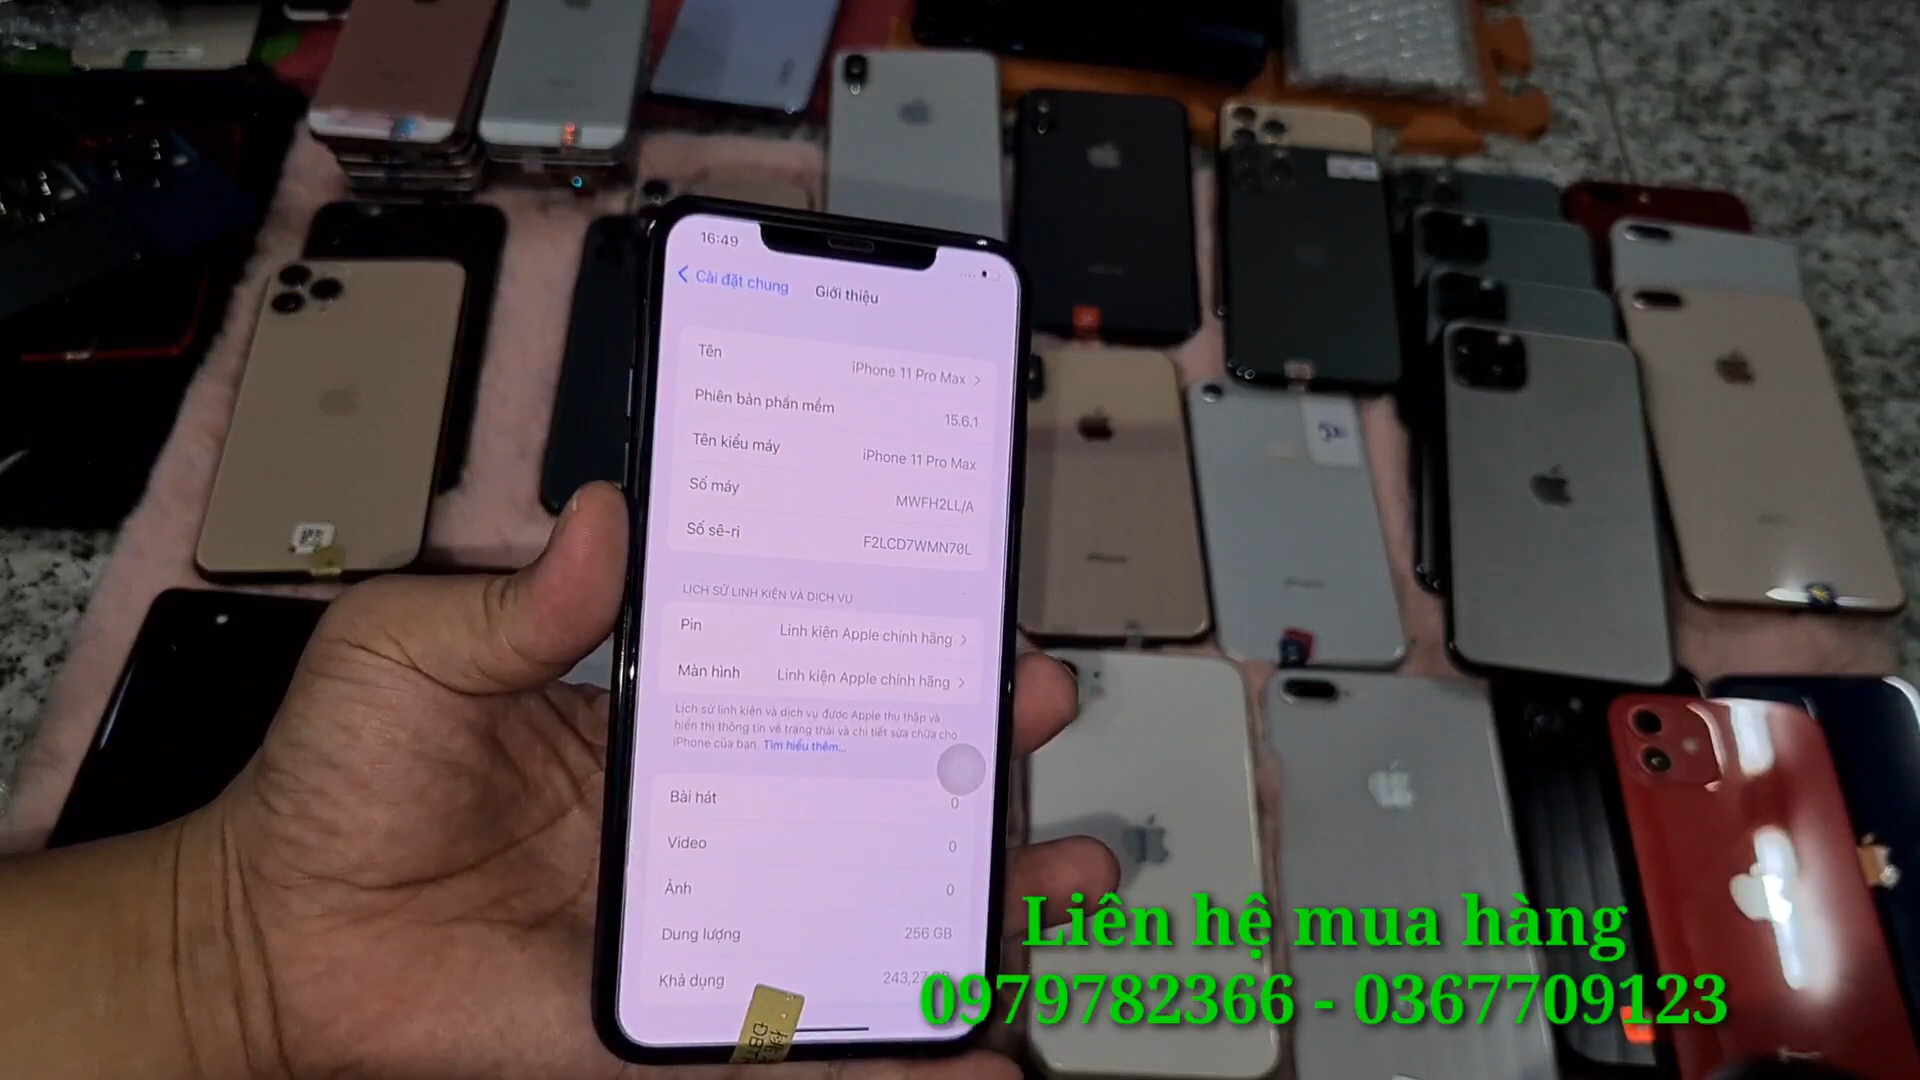 16:49
Cài đặt chung
Giới thiệu
Tên
iPhone 11 Pro Max
Phiên bản phần mềm
15.6.1
Tên kiểu máy
iPhone 11 Pro Max
Số máy
MWFH2LL/A
Số sê-ri
F2LCD7WMN70L
LỊCH SỬ LINH KIỆN VÀ DỊCH VỤ
Pin
Linh kiện Apple chính hãng
Màn hình
Linh kiện Apple chính hãng
Lịch sử linh kiện và dịch vụ được Apple thu thập và
hiển thị thông tin về trạng thái và chi tiết sửa chữa cho
iPhone của bạn. Tìm hiểu thêm...
Bài hát
0
Video
0
Ảnh
0
Dung lượng
256 GB
Khả dụng
243,27 GB
Liên hệ mua hàng
0979782366 - 0367709123